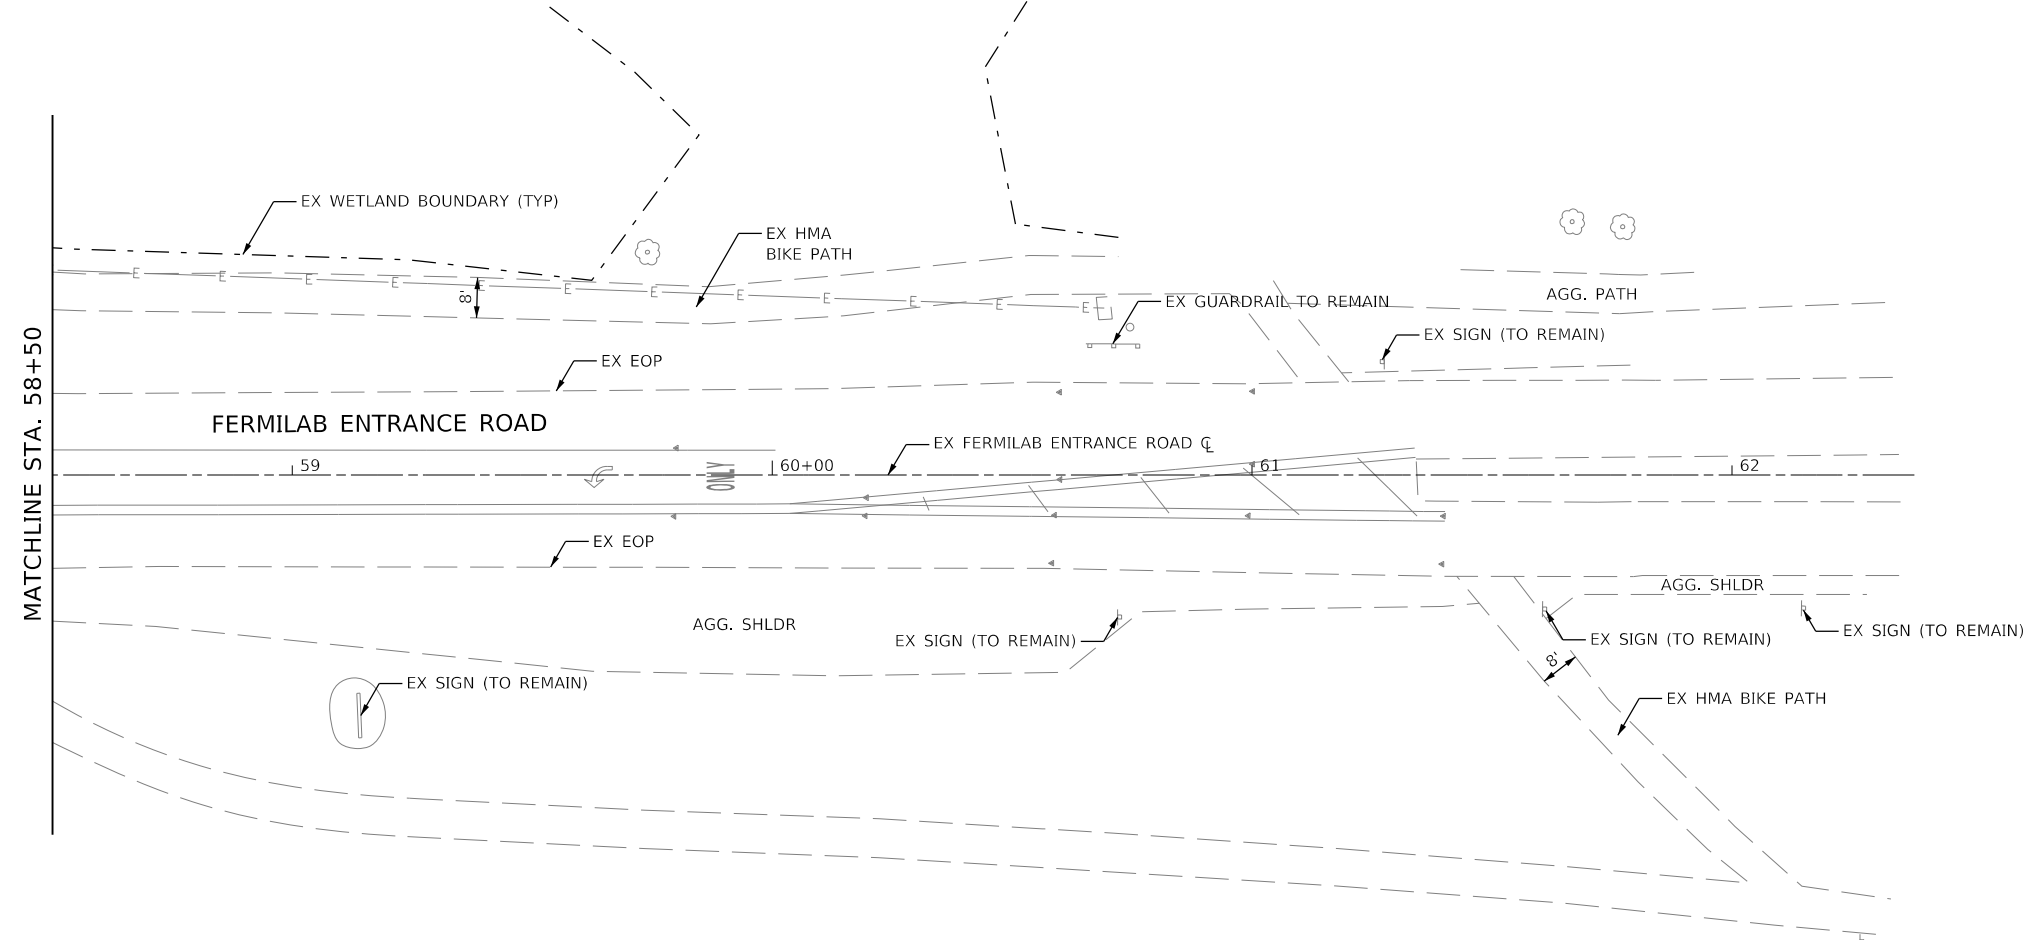 EX WETLAND BOUNDARY (TYP)
EX HMA
BIKE PATH
E E E E E E E E E E E E
8'
AGG. PATH
EX GUARDRAIL TO REMAIN
EX SIGN (TO REMAIN)
EX EOP
MATCHLINE STA. 58+50
FERMILAB ENTRANCE ROAD
EX FERMILAB ENTRANCE ROAD ℄
59
60+00
61
62
ONLY
EX EOP
AGG. SHLDR
AGG. SHLDR
EX SIGN (TO REMAIN)
EX SIGN (TO REMAIN)
EX SIGN (TO REMAIN)
8'
EX SIGN (TO REMAIN)
EX HMA BIKE PATH